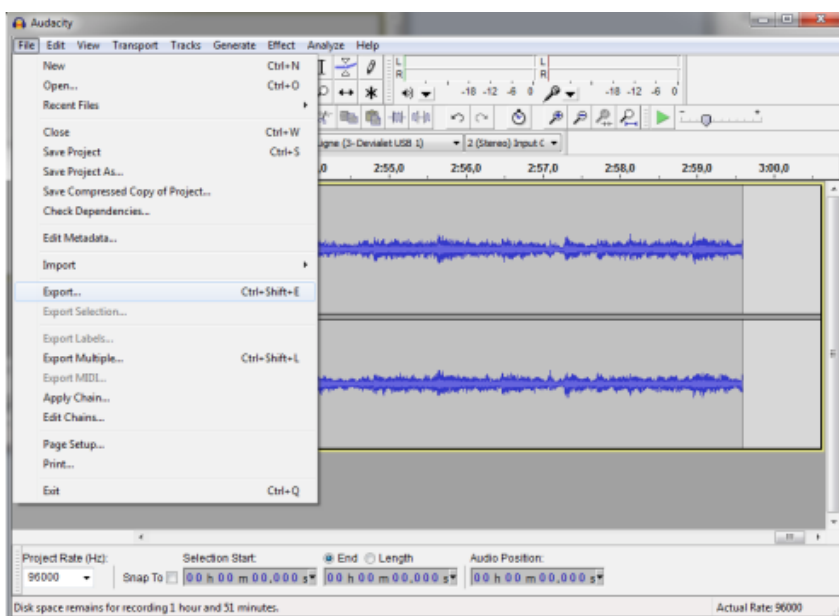 Audacity
File Edit View Transport Tracks Generate Effect Analyze Help
New Ctrl+N
Open... Ctrl+O
Recent Files
Close Ctrl+W
Save Project Ctrl+S
Save Project As...
Save Compressed Copy of Project...
Check Dependencies...
Edit Metadata...
Import
Export... Ctrl+Shift+E
Export Selection...
Export Labels...
Export Multiple... Ctrl+Shift+L
Export MIDI...
Apply Chain...
Edit Chains...
Page Setup...
Print...
Exit Ctrl+Q
L L
R R
-18 -12 -6 0 -18 -12 -6 0
igne (3- Devialet USB 1) 2 (Stereo) Input C
,0 2:55,0 2:56,0 2:57,0 2:58,0 2:59,0 3:00,0
Project Rate (Hz): Selection Start: End Length Audio Position:
96000 Snap To 00 h 00 m 00,000 s 00 h 00 m 00,000 s 00 h 00 m 00,000 s
Disk space remains for recording 1 hour and 51 minutes. Actual Rate: 96000